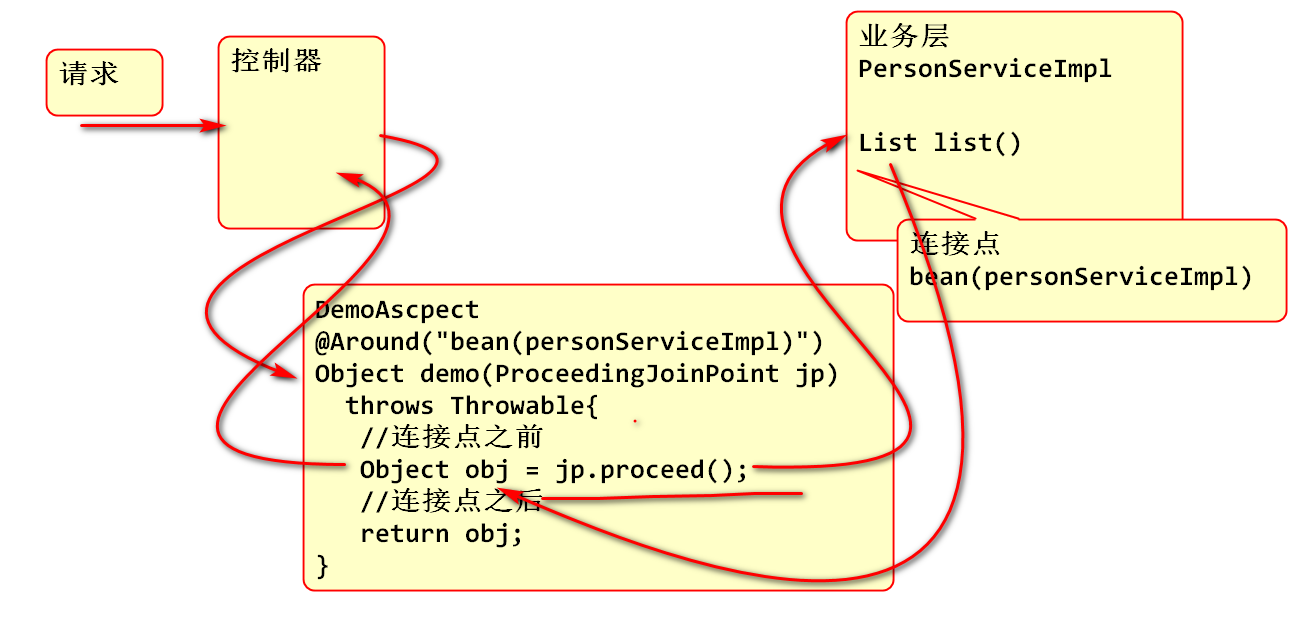 请求
控制器
业务层
PersonServiceImpl
List list()
连接点
bean(personServiceImpl)
DemoAscpect
@Around("bean(personServiceImpl)")
Object demo(ProceedingJoinPoint jp)
throws Throwable{
//连接点之前
Object obj = jp.proceed();
//连接点之后
return obj;
}